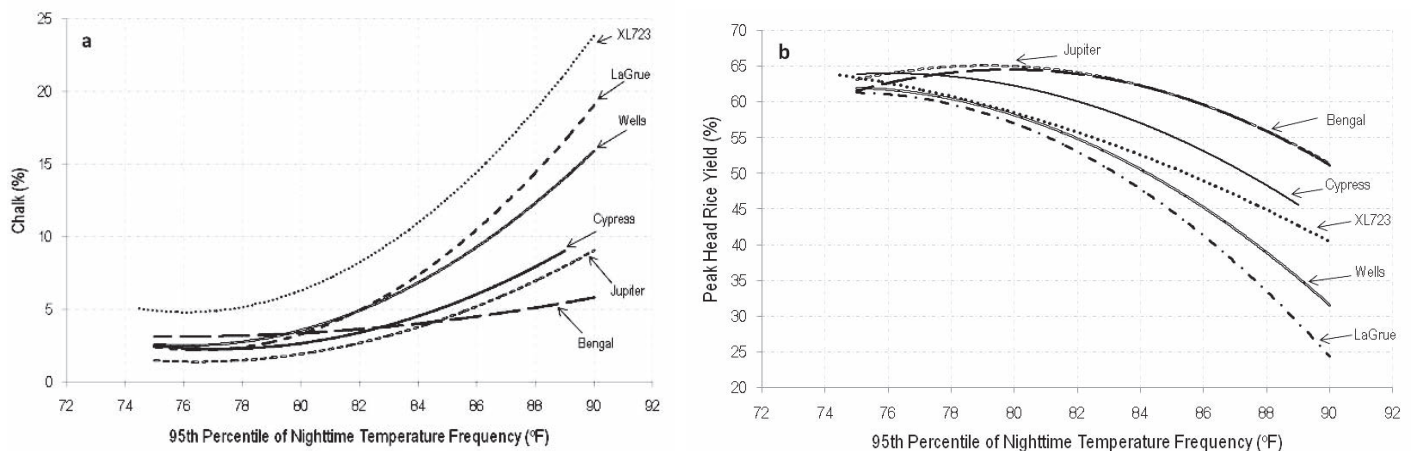 a
XL723
LaGrue
Wells
Cypress
Jupiter
Bengal
Chalk (%)
25
20
15
10
5
0
72 74 76 78 80 82 84 86 88 90 92
95th Percentile of Nighttime Temperature Frequency (ºF)
b
Jupiter
Bengal
Cypress
XL723
Wells
LaGrue
Peak Head Rice Yield (%)
70
65
60
55
50
45
40
35
30
25
20
72 74 76 78 80 82 84 86 88 90 92
95th Percentile of Nighttime Temperature Frequency (ºF)